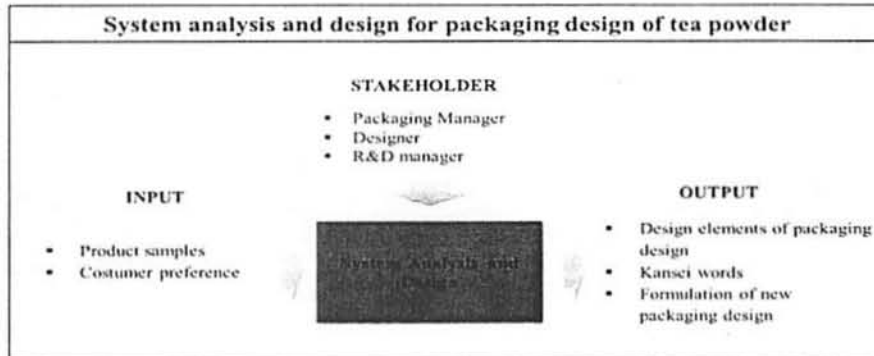 System analysis and design for packaging design of tea powder
STAKEHOLDER
▪ Packaging Manager
▪ Designer
▪ R&D manager
INPUT
▪ Product samples
▪ Costumer preference
System Analysis and
Design
OUTPUT
▪ Design elements of packaging
design
▪ Kansei words
▪ Formulation of new
packaging design